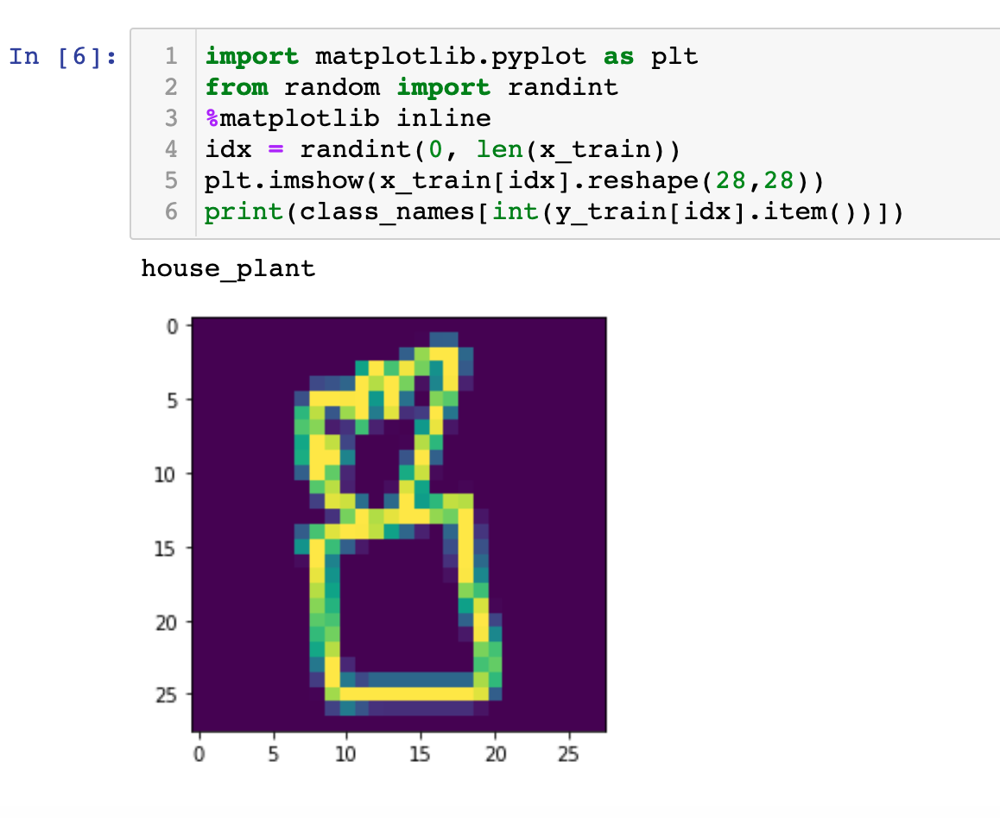 In [6]:
1 import matplotlib.pyplot as plt
2 from random import randint
3 %matplotlib inline
4 idx = randint(0, len(x_train))
5 plt.imshow(x_train[idx].reshape(28,28))
6 print(class_names[int(y_train[idx].item())])
house_plant
0
5
10
15
20
25
0 5 10 15 20 25